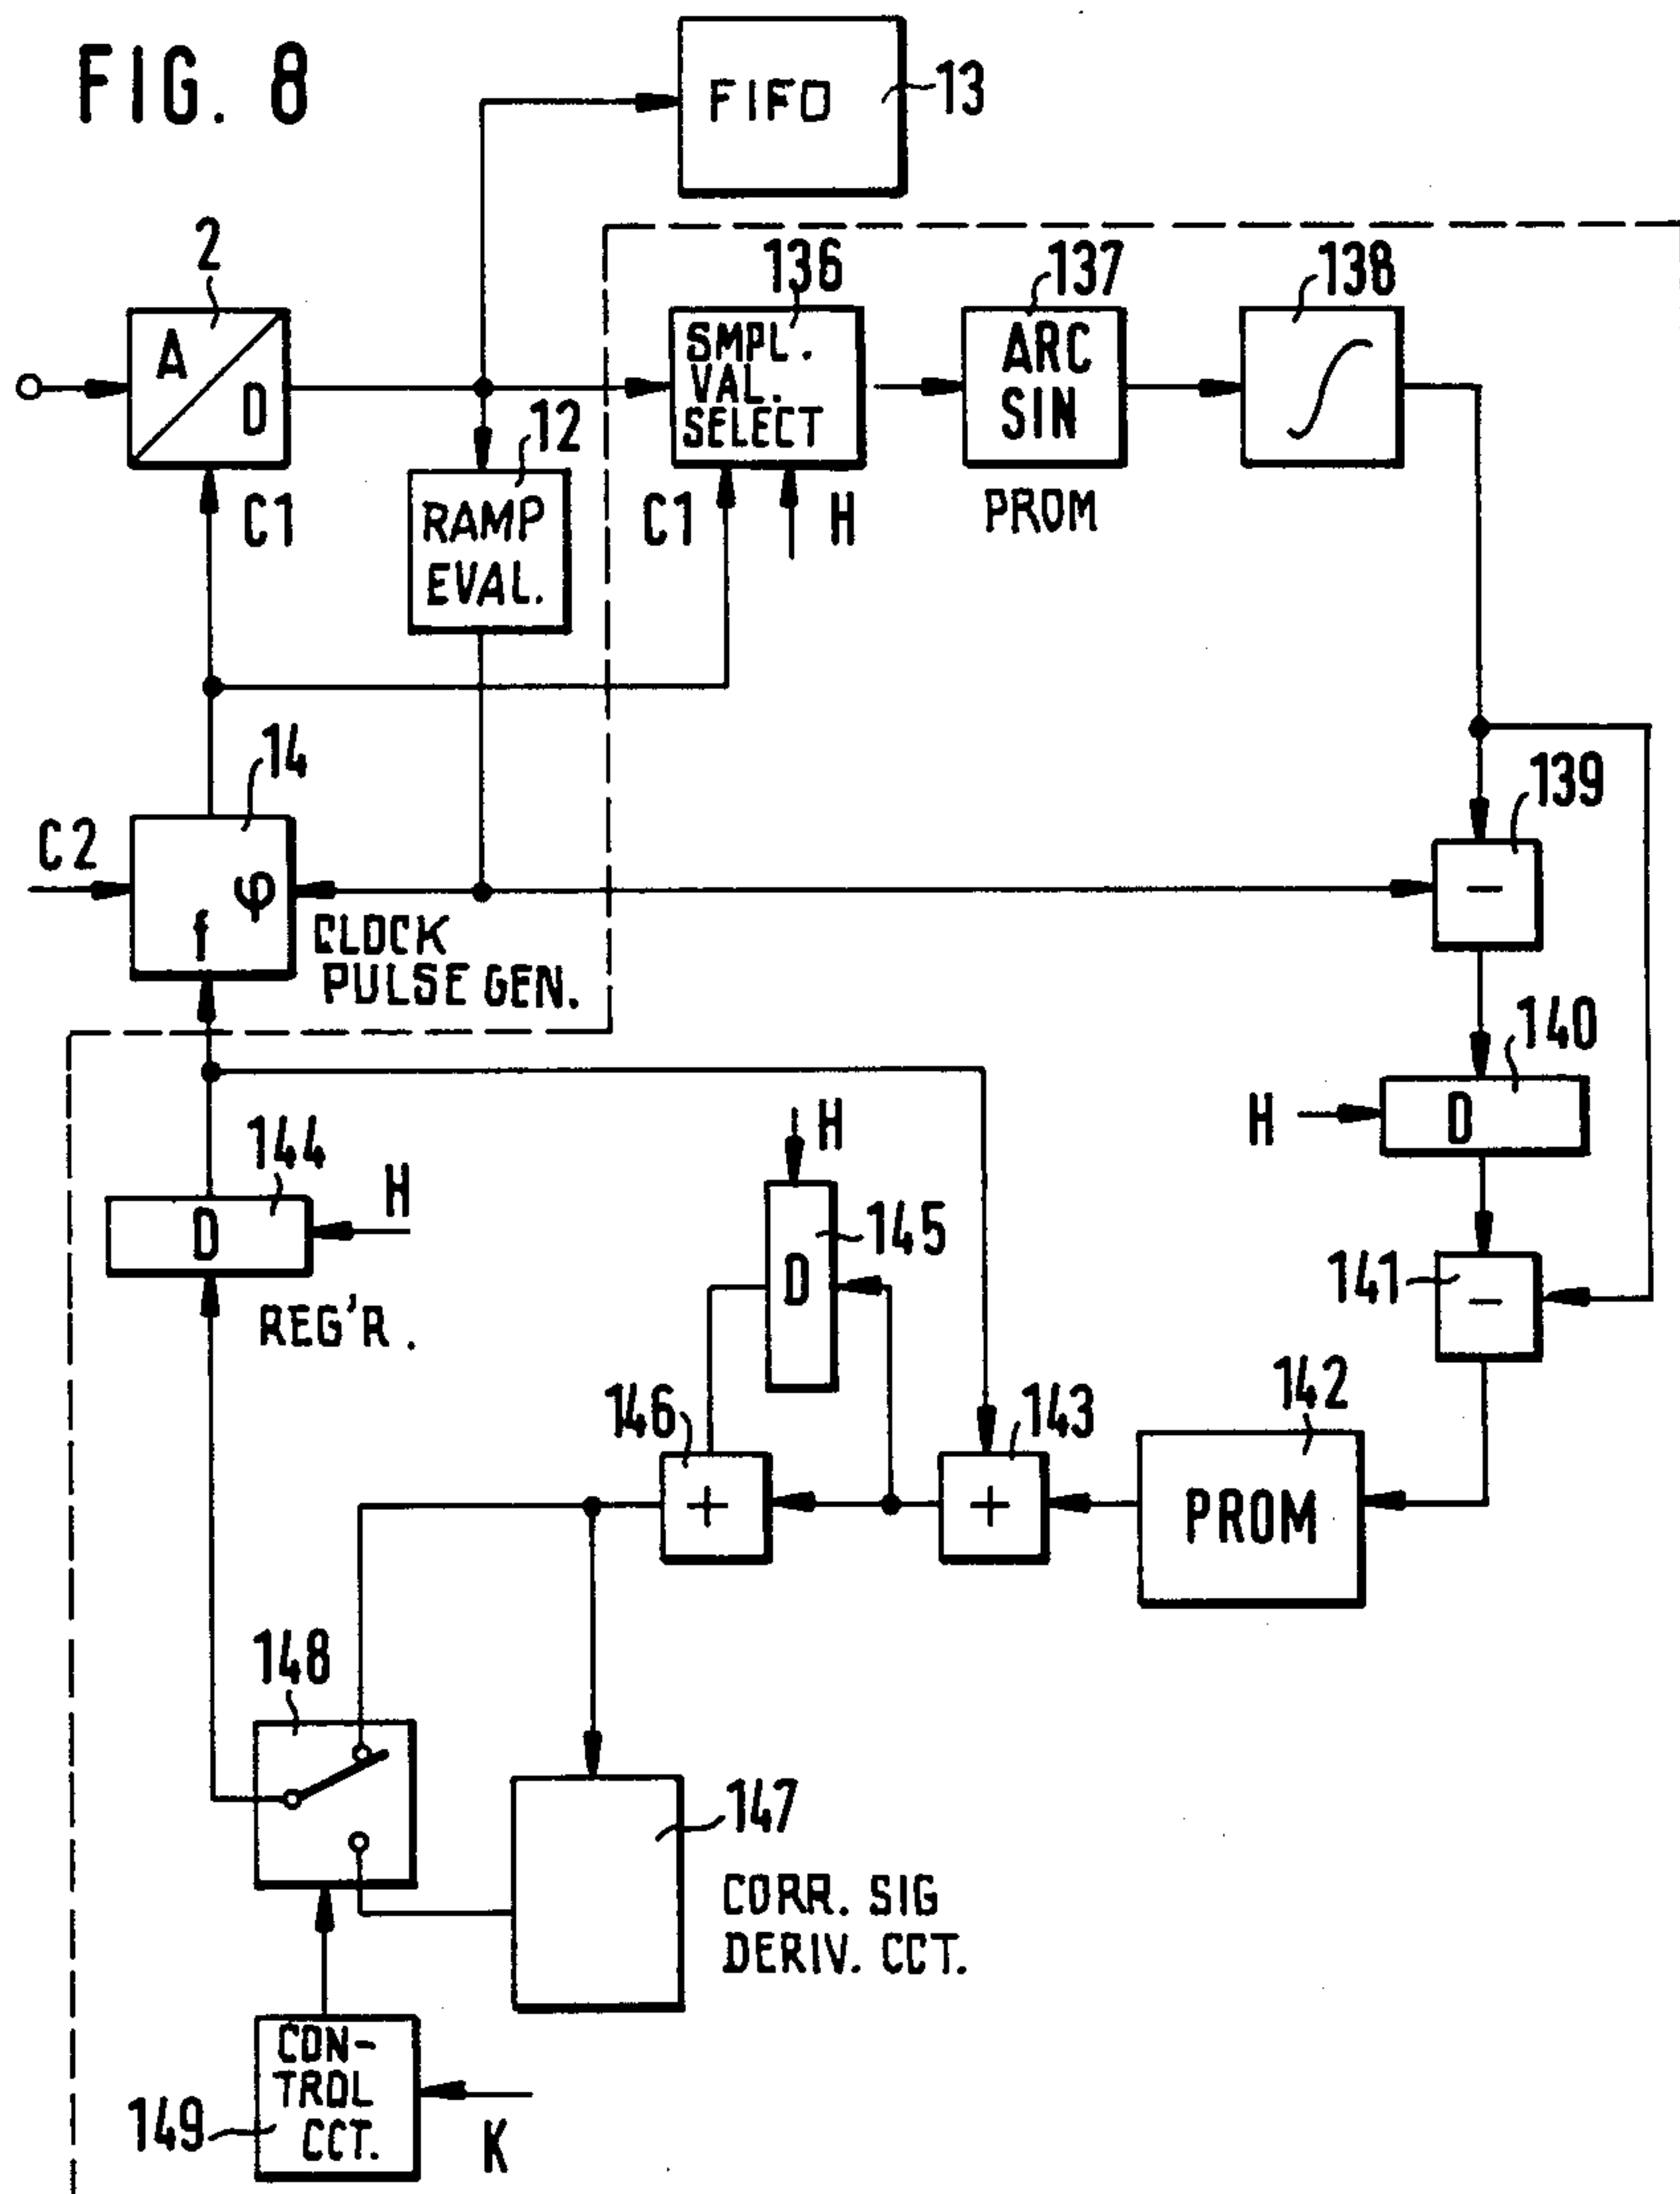 FIG. 8
FIFO
13
2
136
137
138
A
D
SMPL.
VAL.
SELECT
ARC
SIN
12
C1
RAMP
EVAL.
C1
H
PROM
14
139
C2
φ
f
–
CLOCK
PULSE GEN.
140
H
D
144
H
H
D
145
D
141
–
REG'R.
146
143
142
+
+
PROM
148
147
CORR. SIG
DERIV. CCT.
CON-
TROL
CCT.
149
K